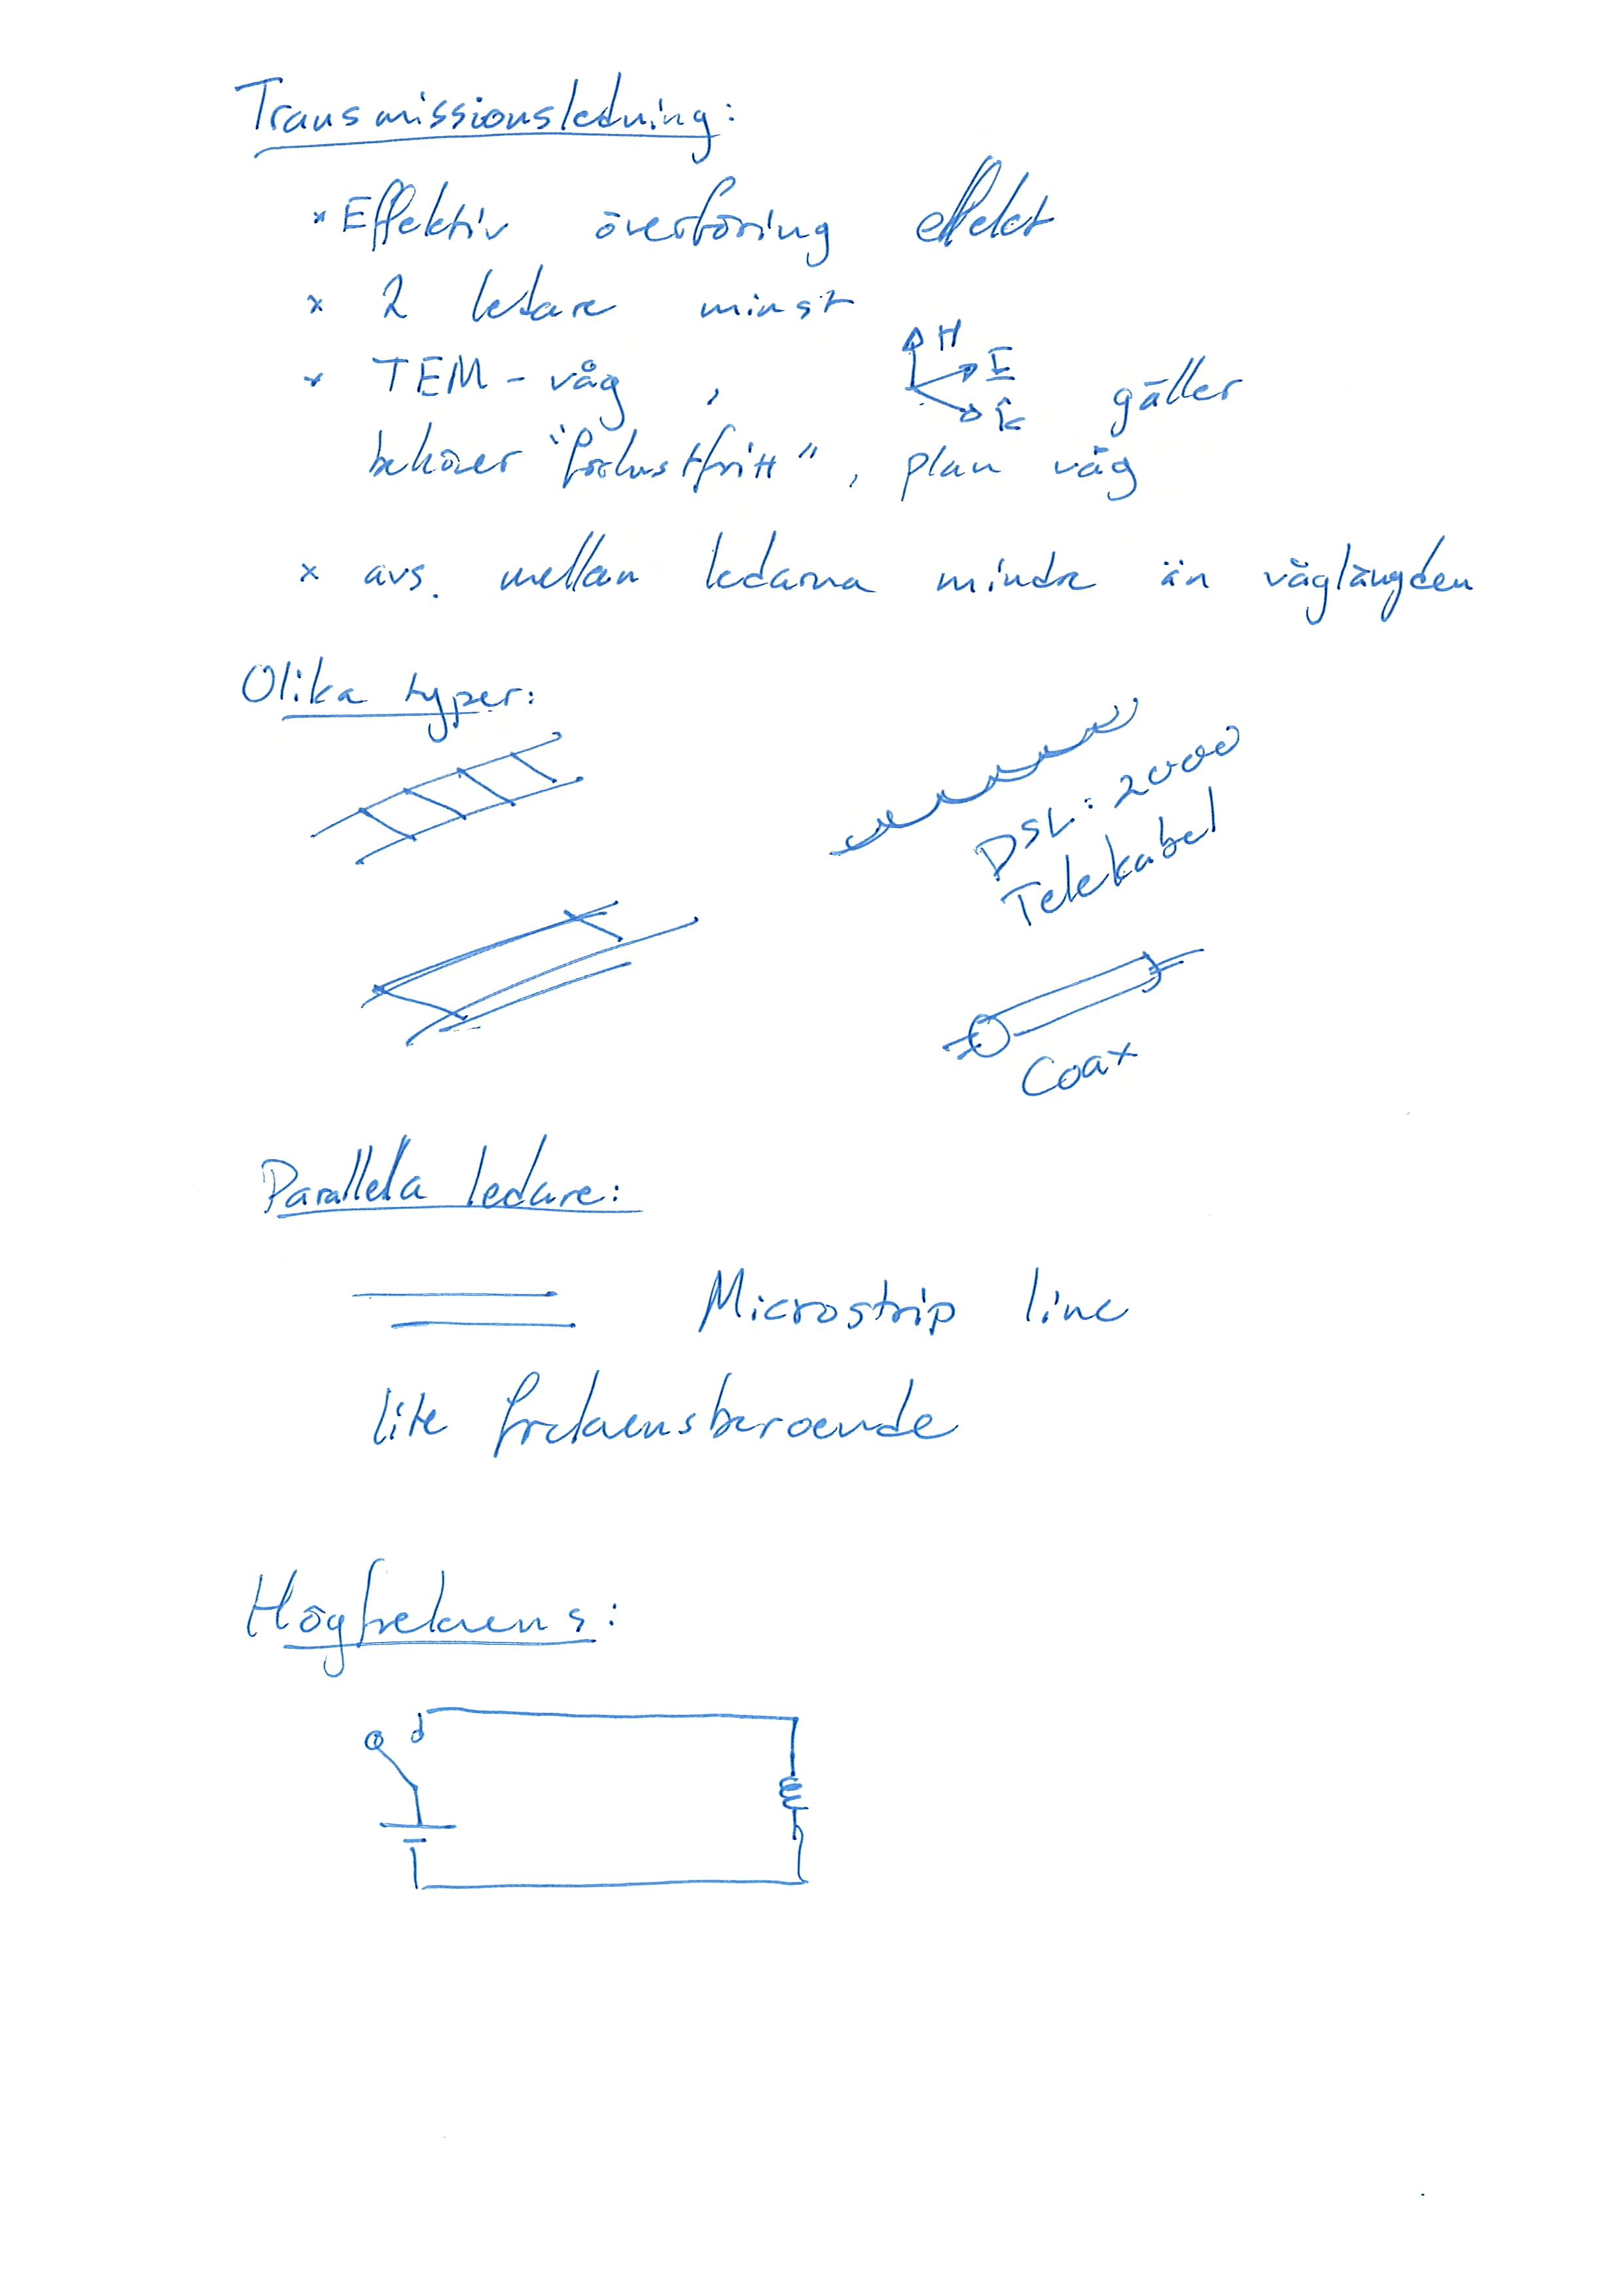 Transmissionsledning:
× Effektiv överföring effekt
× 2 ledare minst
H
E
× TEM-våg , k̂ gäller
behöver "förlustfritt", plan våg
× avs. mellan ledarna mindre än våglängden
Olika typer:
DSL: 2000
Telekabel
Coax
Parallella ledare:
Microstrip line
lite frekvensberoende
Högfrekvens: